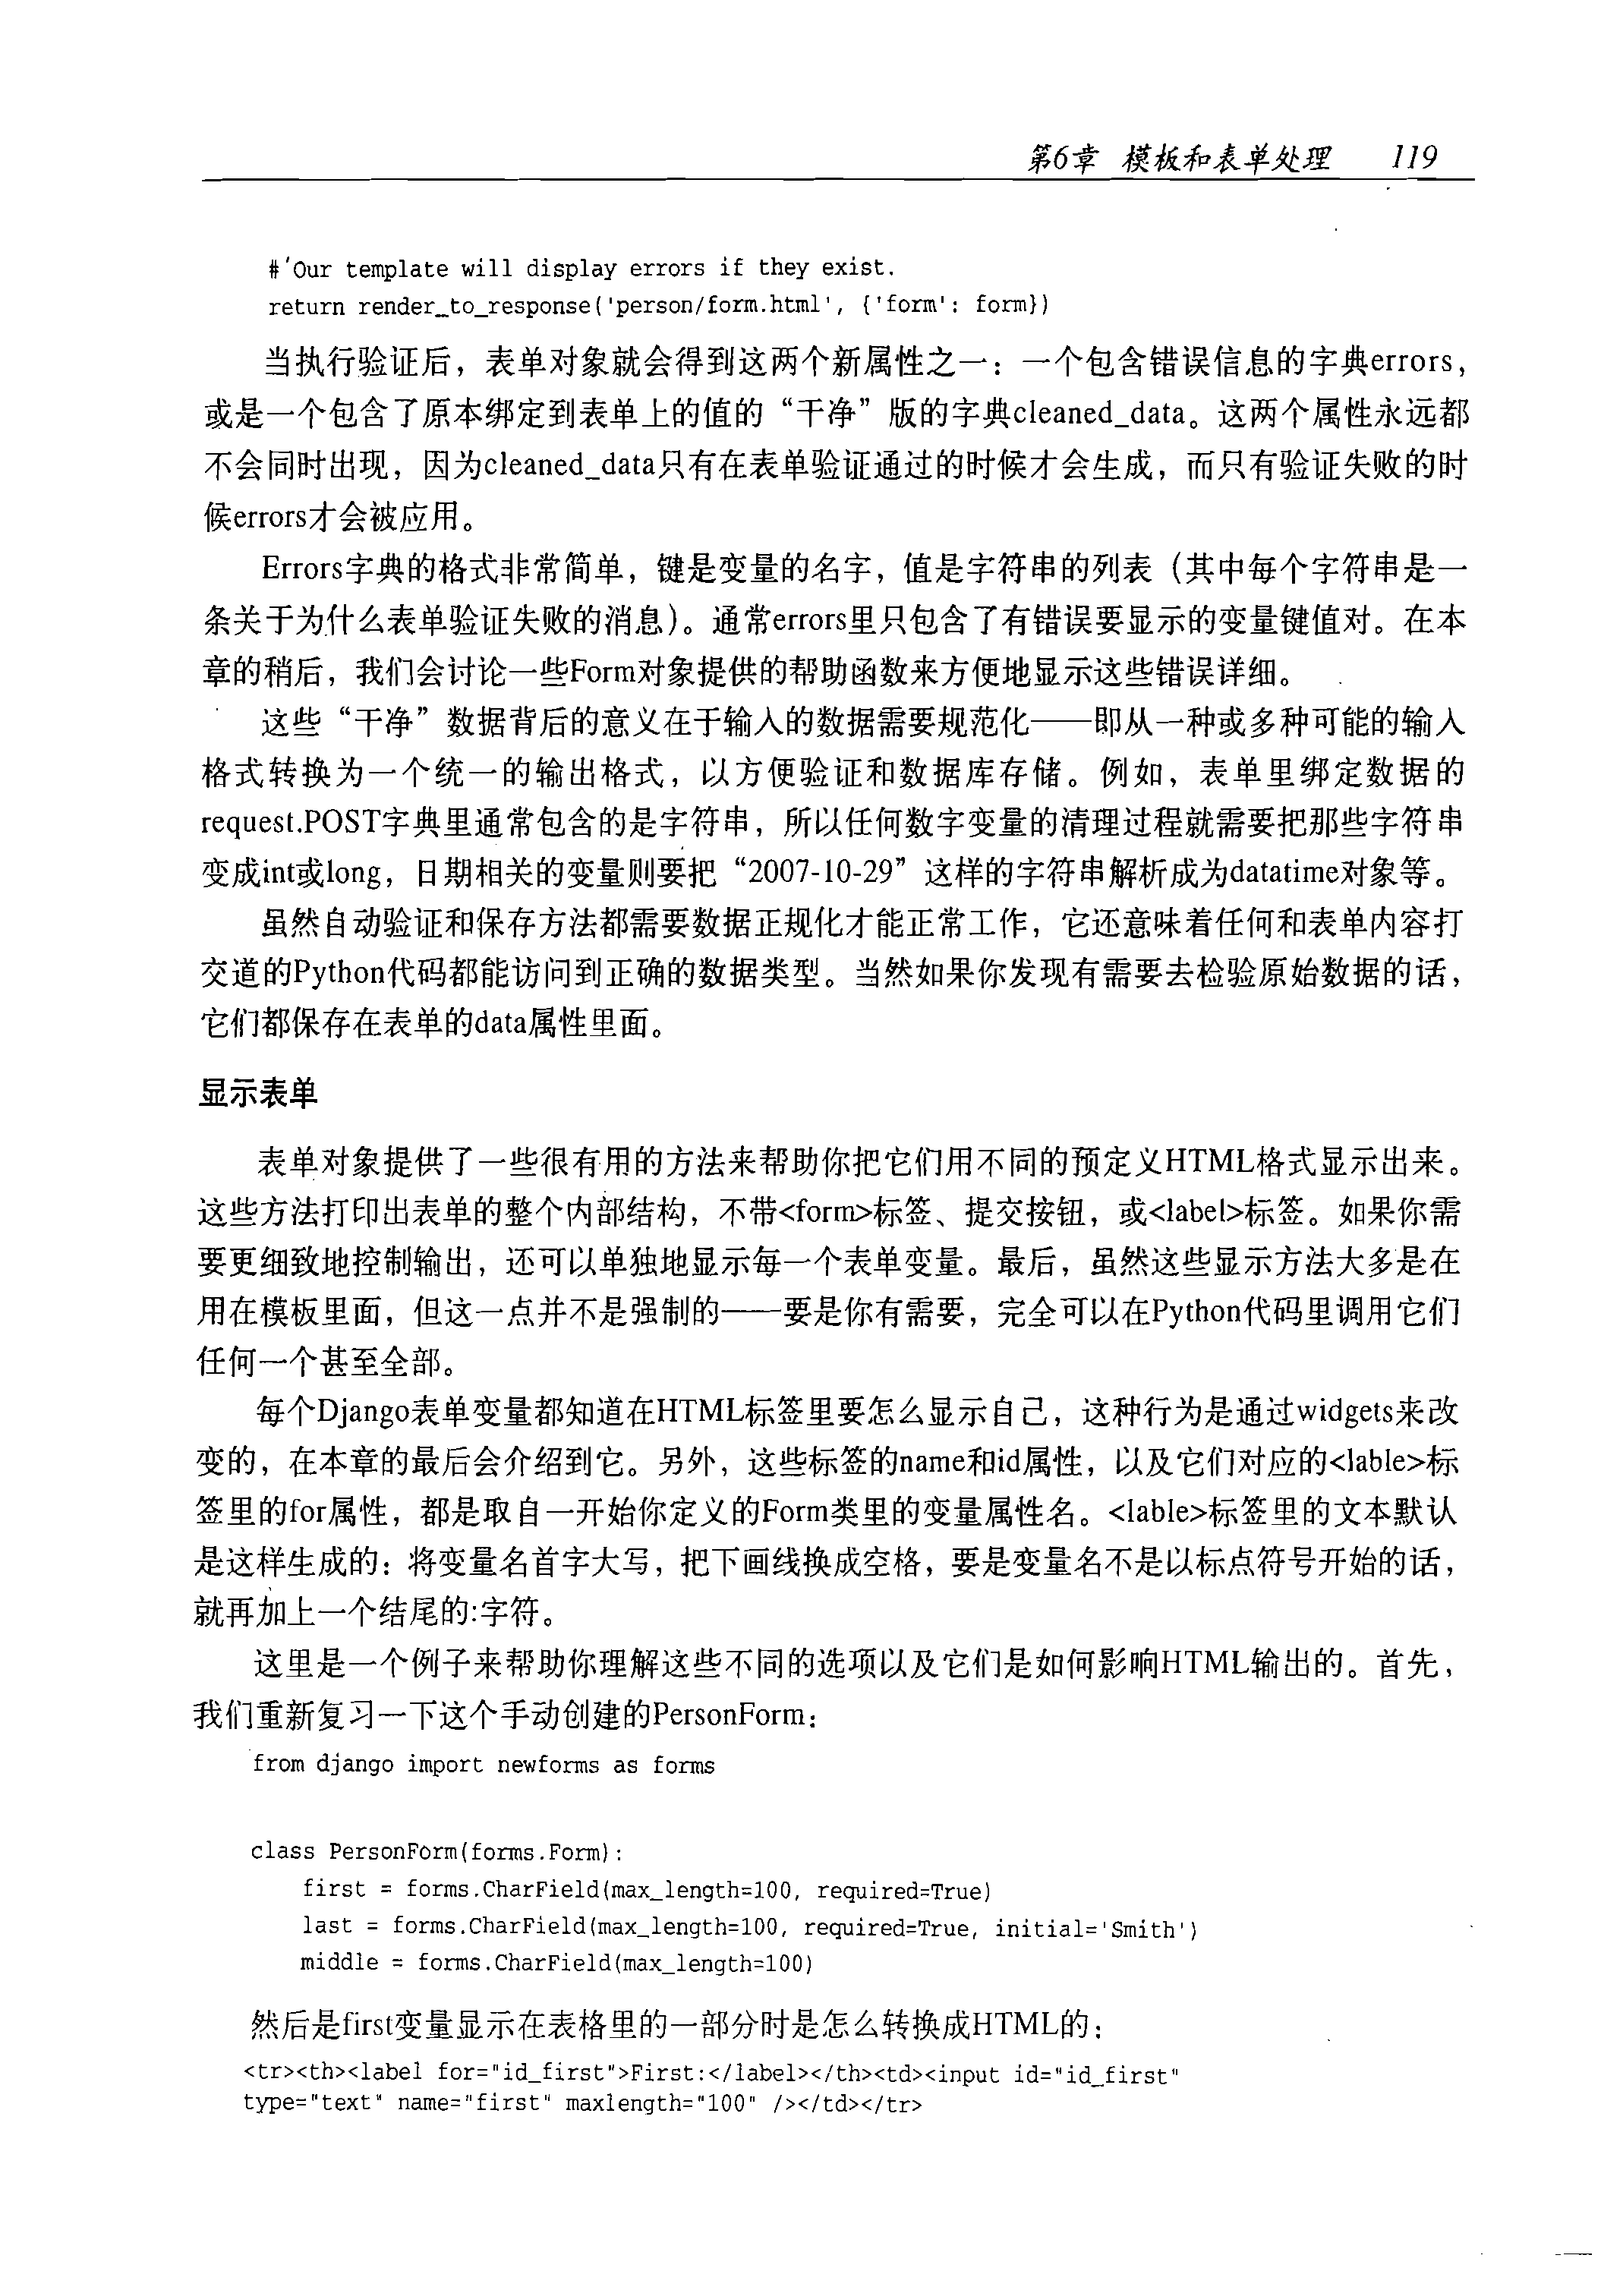 第6章 模板和表单处理 119
# Our template will display errors if they exist.
return render_to_response('person/form.html', {'form': form})
当执行验证后，表单对象就会得到这两个新属性之一：一个包含错误信息的字典errors，
或是一个包含了原本绑定到表单上的值的“干净”版的字典cleaned_data。这两个属性永远都
不会同时出现，因为cleaned_data只有在表单验证通过的时候才会生成，而只有验证失败的时
候errors才会被应用。
Errors字典的格式非常简单，键是变量的名字，值是字符串的列表（其中每个字符串是一
条关于为什么表单验证失败的消息）。通常errors里只包含了有错误要显示的变量键值对。在本
章的稍后，我们会讨论一些Form对象提供的帮助函数来方便地显示这些错误详细。
这些“干净”数据背后的意义在于输入的数据需要规范化——即从一种或多种可能的输入
格式转换为一个统一的输出格式，以方便验证和数据库存储。例如，表单里绑定数据的
request.POST字典里通常包含的是字符串，所以任何数字变量的清理过程就需要把那些字符串
变成int或long，日期相关的变量则要把“2007-10-29”这样的字符串解析成为datatime对象等。
虽然自动验证和保存方法都需要数据正规化才能正常工作，它还意味着任何和表单内容打
交道的Python代码都能访问到正确的数据类型。当然如果你发现有需要去检验原始数据的话，
它们都保存在表单的data属性里面。
显示表单
表单对象提供了一些很有用的方法来帮助你把它们用不同的预定义HTML格式显示出来。
这些方法打印出表单的整个内部结构，不带<form>标签、提交按钮，或<label>标签。如果你需
要更细致地控制输出，还可以单独地显示每一个表单变量。最后，虽然这些显示方法大多是在
用在模板里面，但这一点并不是强制的——要是你有需要，完全可以在Python代码里调用它们
任何一个甚至全部。
每个Django表单变量都知道在HTML标签里要怎么显示自己，这种行为是通过widgets来改
变的，在本章的最后会介绍到它。另外，这些标签的name和id属性，以及它们对应的<lable>标
签里的for属性，都是取自一开始你定义的Form类里的变量属性名。<lable>标签里的文本默认
是这样生成的：将变量名首字大写，把下画线换成空格，要是变量名不是以标点符号开始的话，
就再加上一个结尾的:字符。
这里是一个例子来帮助你理解这些不同的选项以及它们是如何影响HTML输出的。首先，
我们重新复习一下这个手动创建的PersonForm：
from django import newforms as forms
class PersonForm(forms.Form):
first = forms.CharField(max_length=100, required=True)
last = forms.CharField(max_length=100, required=True, initial='Smith')
middle = forms.CharField(max_length=100)
然后是first变量显示在表格里的一部分时是怎么转换成HTML的：
<tr><th><label for="id_first">First:</label></th><td><input id="id_first"
type="text" name="first" maxlength="100" /></td></tr>